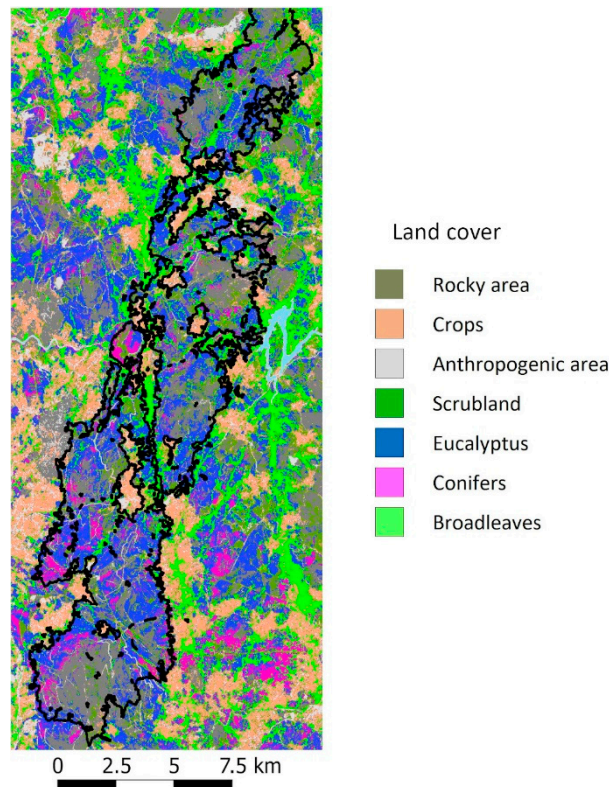 Land cover
Rocky area
Crops
Anthropogenic area
Scrubland
Eucalyptus
Conifers
Broadleaves
0 2.5 5 7.5 km